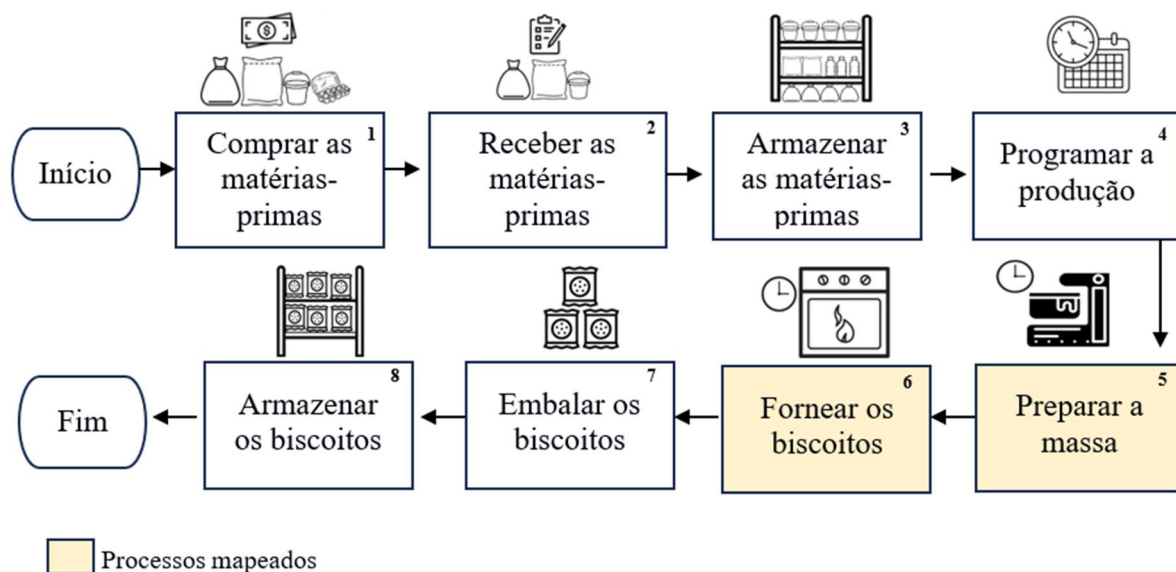 Início
1
Comprar as
matérias-
primas
2
Receber as
matérias-
primas
3
Armazenar
as matérias-
primas
4
Programar a
produção
5
Preparar a
massa
6
Fornear os
biscoitos
7
Embalar os
biscoitos
8
Armazenar
os biscoitos
Fim
Processos mapeados